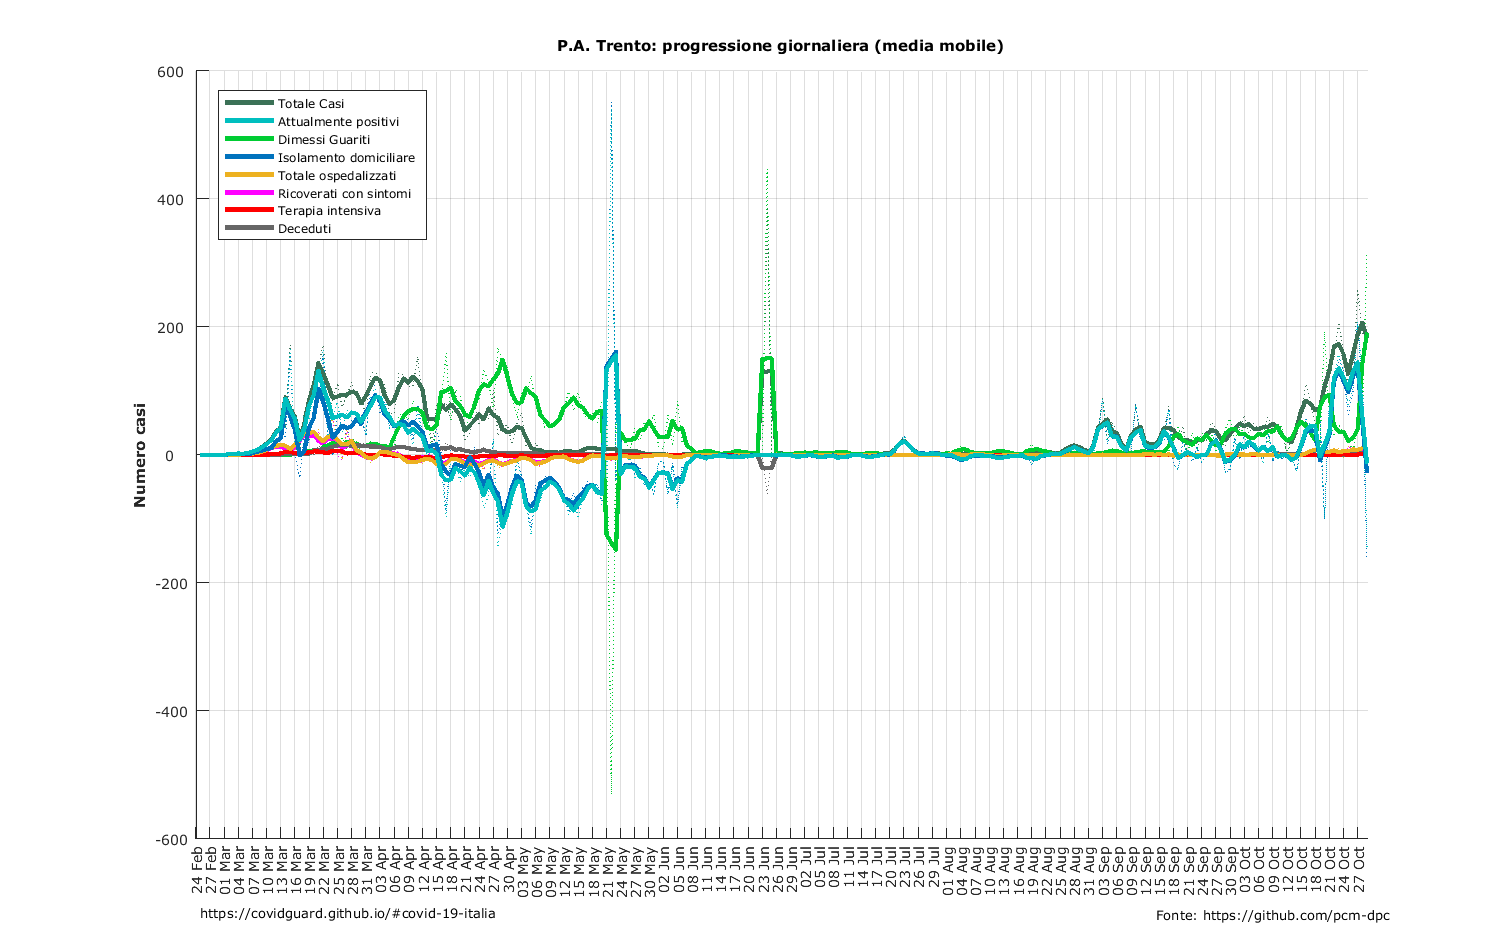 P.A. Trento: progressione giornaliera (media mobile)
600
400
200
0
-200
-400
-600
Numero casi
Totale Casi
Attualmente positivi
Dimessi Guariti
Isolamento domiciliare
Totale ospedalizzati
Ricoverati con sintomi
Terapia intensiva
Deceduti
24 Feb
27 Feb
01 Mar
04 Mar
07 Mar
10 Mar
13 Mar
16 Mar
19 Mar
22 Mar
25 Mar
28 Mar
31 Mar
03 Apr
06 Apr
09 Apr
12 Apr
15 Apr
18 Apr
21 Apr
24 Apr
27 Apr
30 Apr
03 May
06 May
09 May
12 May
15 May
18 May
21 May
24 May
27 May
30 May
02 Jun
05 Jun
08 Jun
11 Jun
14 Jun
17 Jun
20 Jun
23 Jun
26 Jun
29 Jun
02 Jul
05 Jul
08 Jul
11 Jul
14 Jul
17 Jul
20 Jul
23 Jul
26 Jul
29 Jul
01 Aug
04 Aug
07 Aug
10 Aug
13 Aug
16 Aug
19 Aug
22 Aug
25 Aug
28 Aug
31 Aug
03 Sep
06 Sep
09 Sep
12 Sep
15 Sep
18 Sep
21 Sep
24 Sep
27 Sep
30 Sep
03 Oct
06 Oct
09 Oct
12 Oct
15 Oct
18 Oct
21 Oct
24 Oct
27 Oct
https://covidguard.github.io/#covid-19-italia
Fonte: https://github.com/pcm-dpc